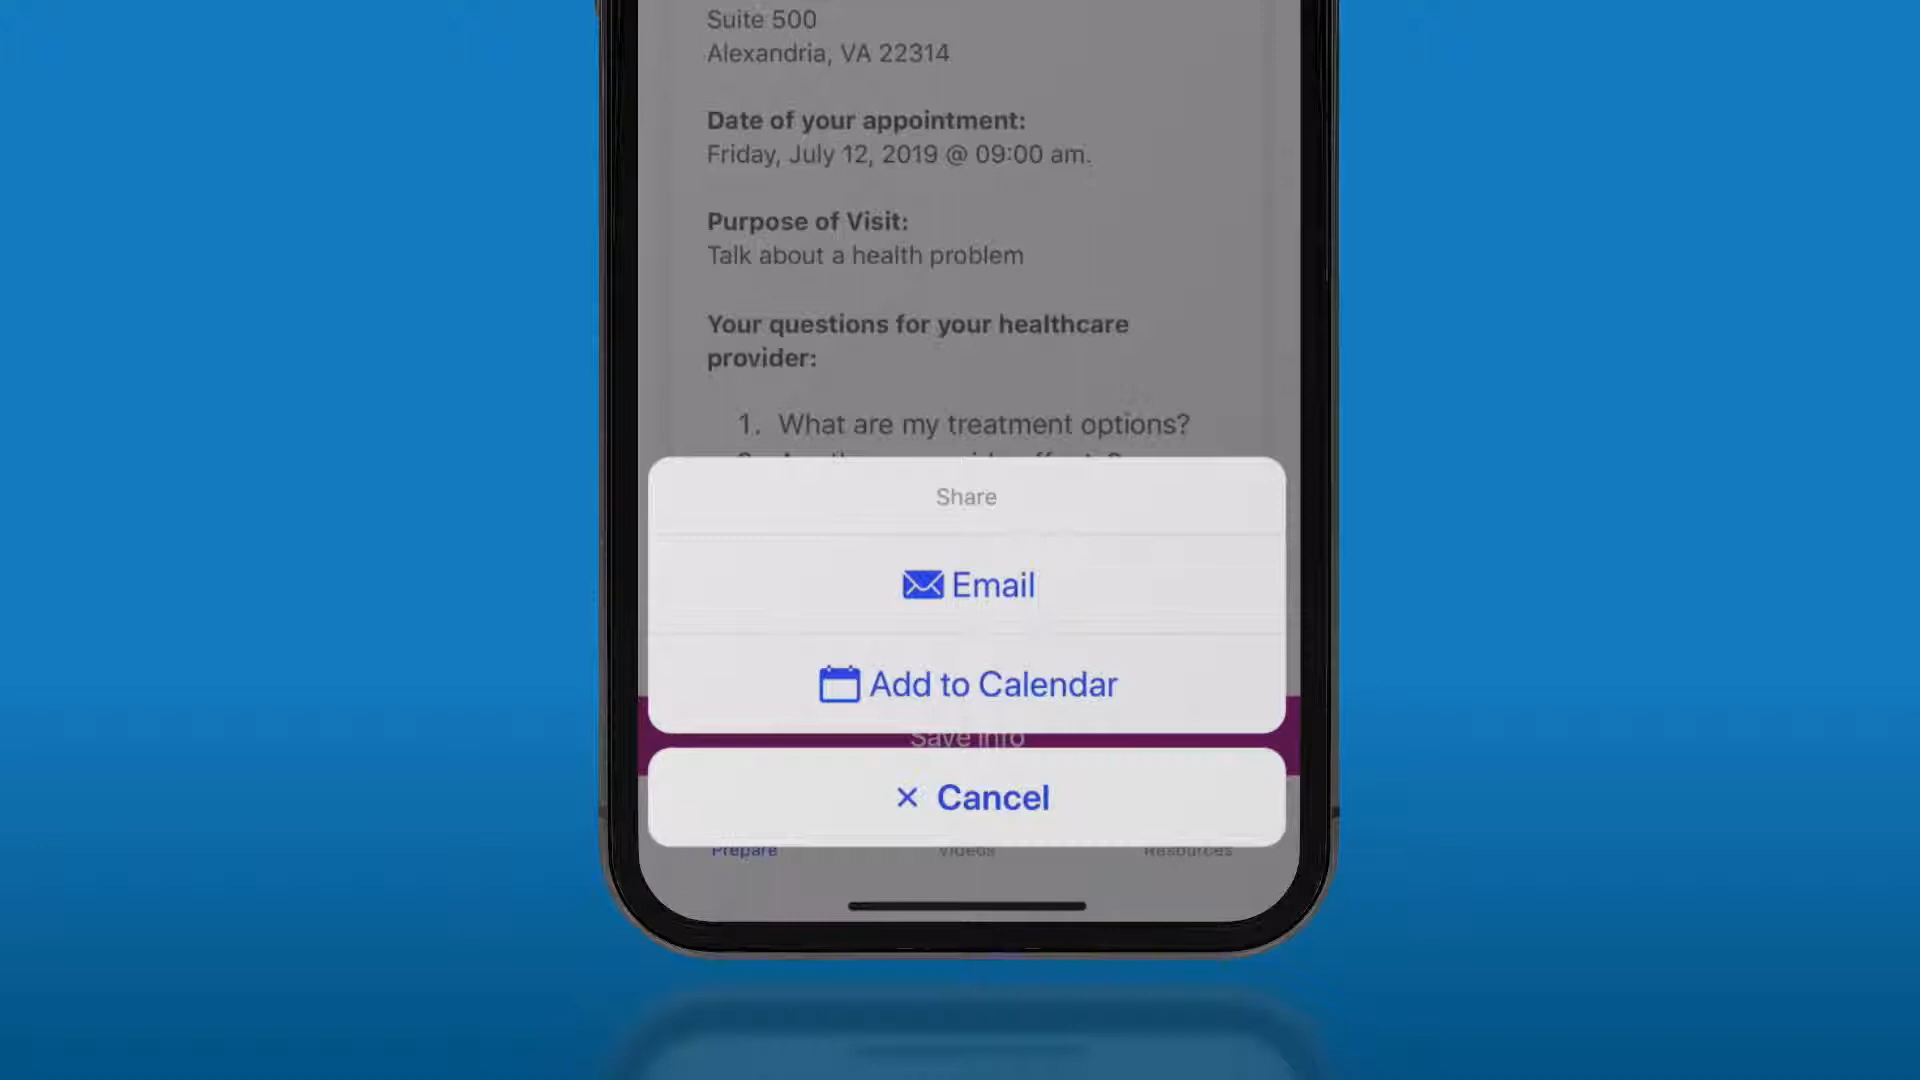 Suite 500
Alexandria, VA 22314
Date of your appointment:
Friday, July 12, 2019 @ 09:00 am.
Purpose of Visit:
Talk about a health problem
Your questions for your healthcare
provider:
1. What are my treatment options?
Share
Email
Add to Calendar
Save Info
× Cancel
Prepare
Videos
Resources